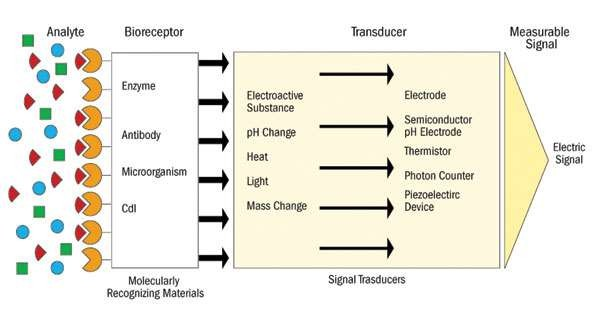 Analyte
Bioreceptor
Transducer
Measurable
Signal
Enzyme
Antibody
Microorganism
Cdl
Electroactive
Substance
pH Change
Heat
Light
Mass Change
Electrode
Semiconductor
pH Electrode
Thermistor
Photon Counter
Piezoelectirc
Device
Electric
Signal
Molecularly
Recognizing Materials
Signal Trasducers